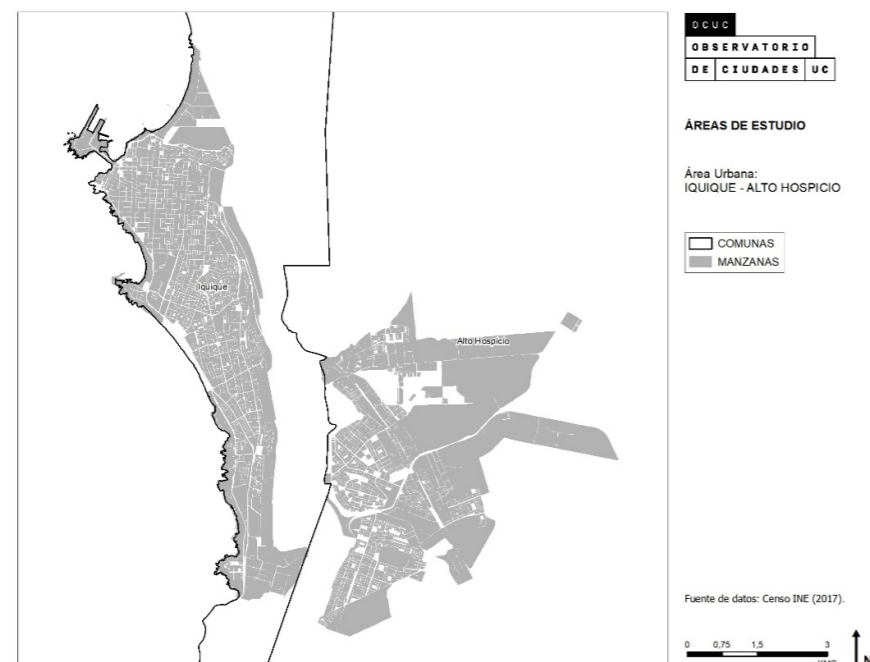 OCUC
OBSERVATORIO
DE CIUDADES UC
ÁREAS DE ESTUDIO
Área Urbana:
IQUIQUE - ALTO HOSPICIO
COMUNAS
MANZANAS
Iquique
Alto Hospicio
Fuente de datos: Censo INE (2017).
0 0,75 1,5 3
KMS
N